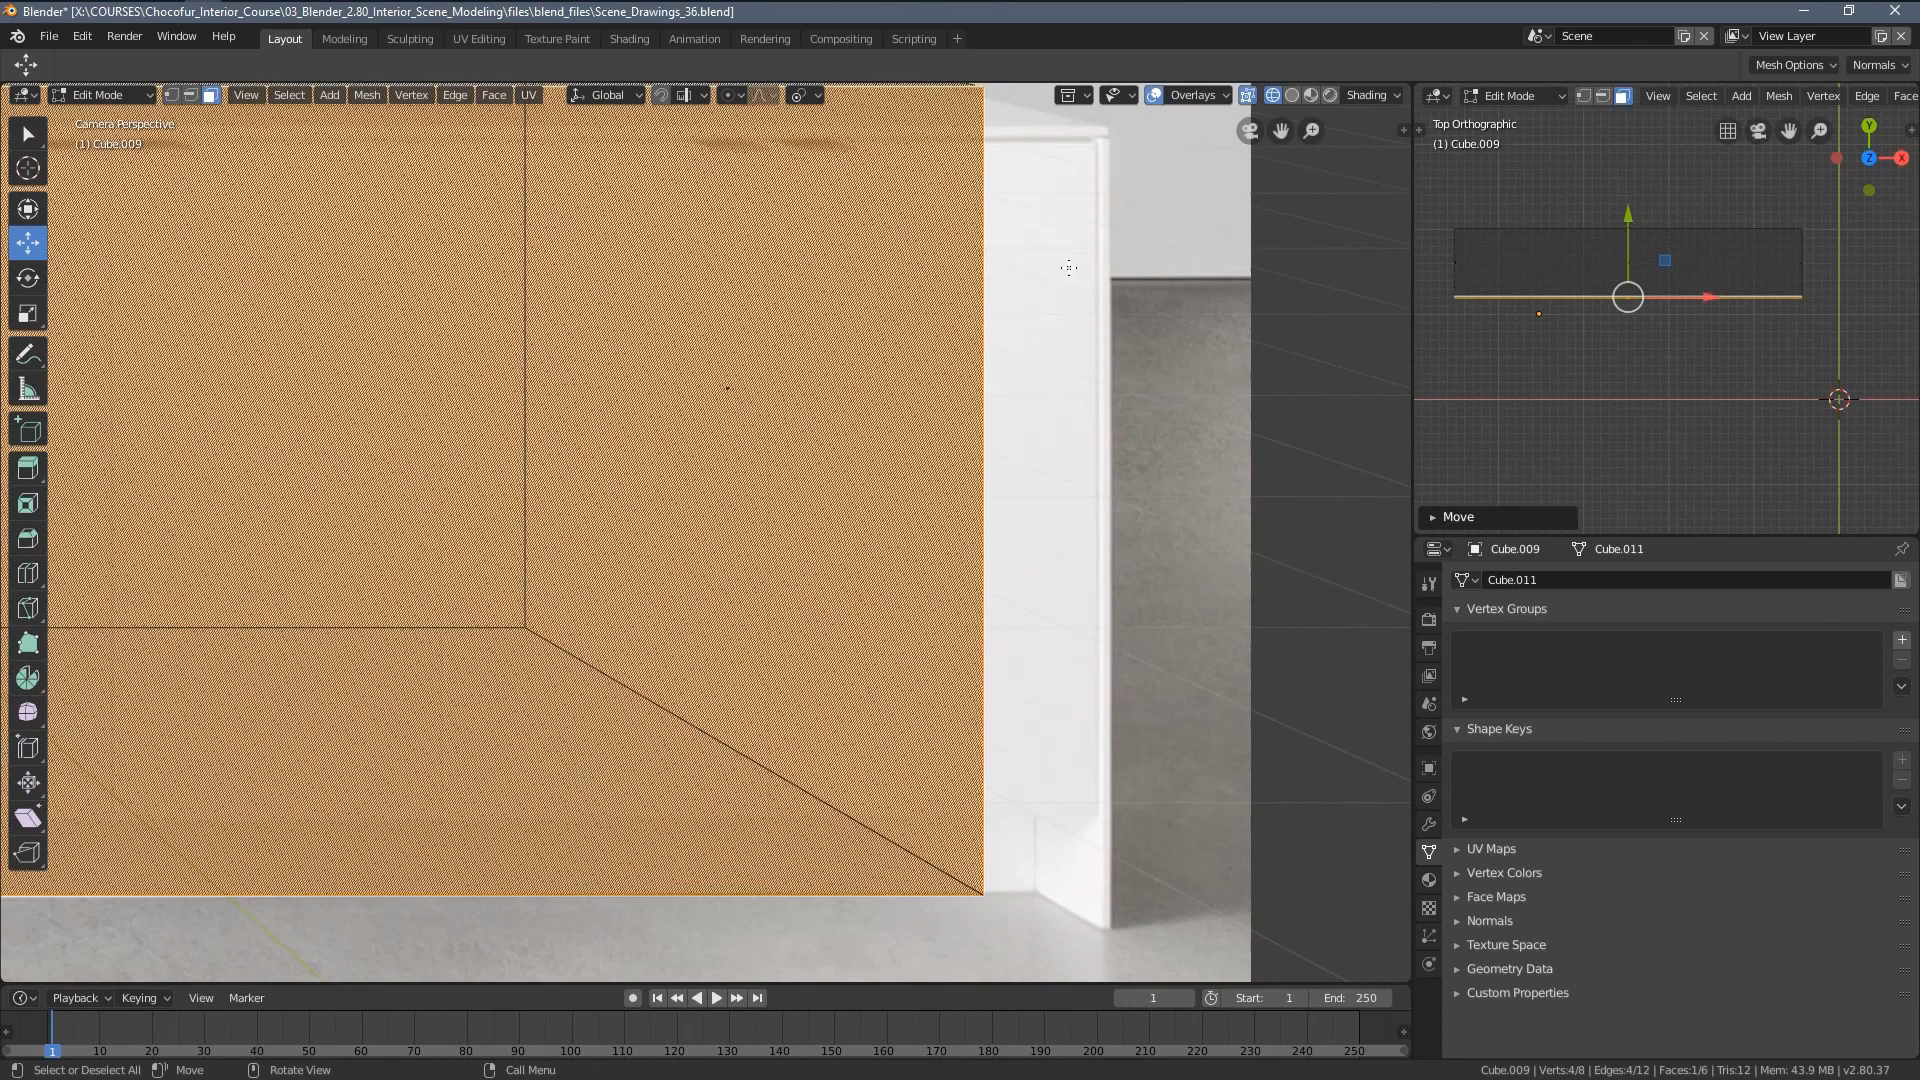 Blender* [X:\COURSES\Chocofur_Interior_Course\03_Blender_2.80_Interior_Scene_Modeling\files\blend_files\Scene_Drawings_36.blend]
File Edit Render Window Help Layout Modeling Sculpting UV Editing Texture Paint Shading Animation Rendering Compositing Scripting + Scene View Layer
Mesh Options Normals
Edit Mode View Select Add Mesh Vertex Edge Face UV Global Overlays Shading
Edit Mode View Select Add Mesh Vertex Edge Face
Camera Perspective
(1) Cube.009
Top Orthographic
(1) Cube.009
Y
Z X
Move
Cube.009 Cube.011
Cube.011
Vertex Groups
Shape Keys
UV Maps
Vertex Colors
Face Maps
Normals
Texture Space
Geometry Data
Custom Properties
Playback Keying View Marker 1 Start: 1 End: 250
1 10 20 30 40 50 60 70 80 90 100 110 120 130 140 150 160 170 180 190 200 210 220 230 240 250
Select or Deselect All Move Rotate View Call Menu Cube.009 | Verts:4/8 | Edges:4/12 | Faces:1/6 | Tris:12 | Mem: 43.9 MB | v2.80.37